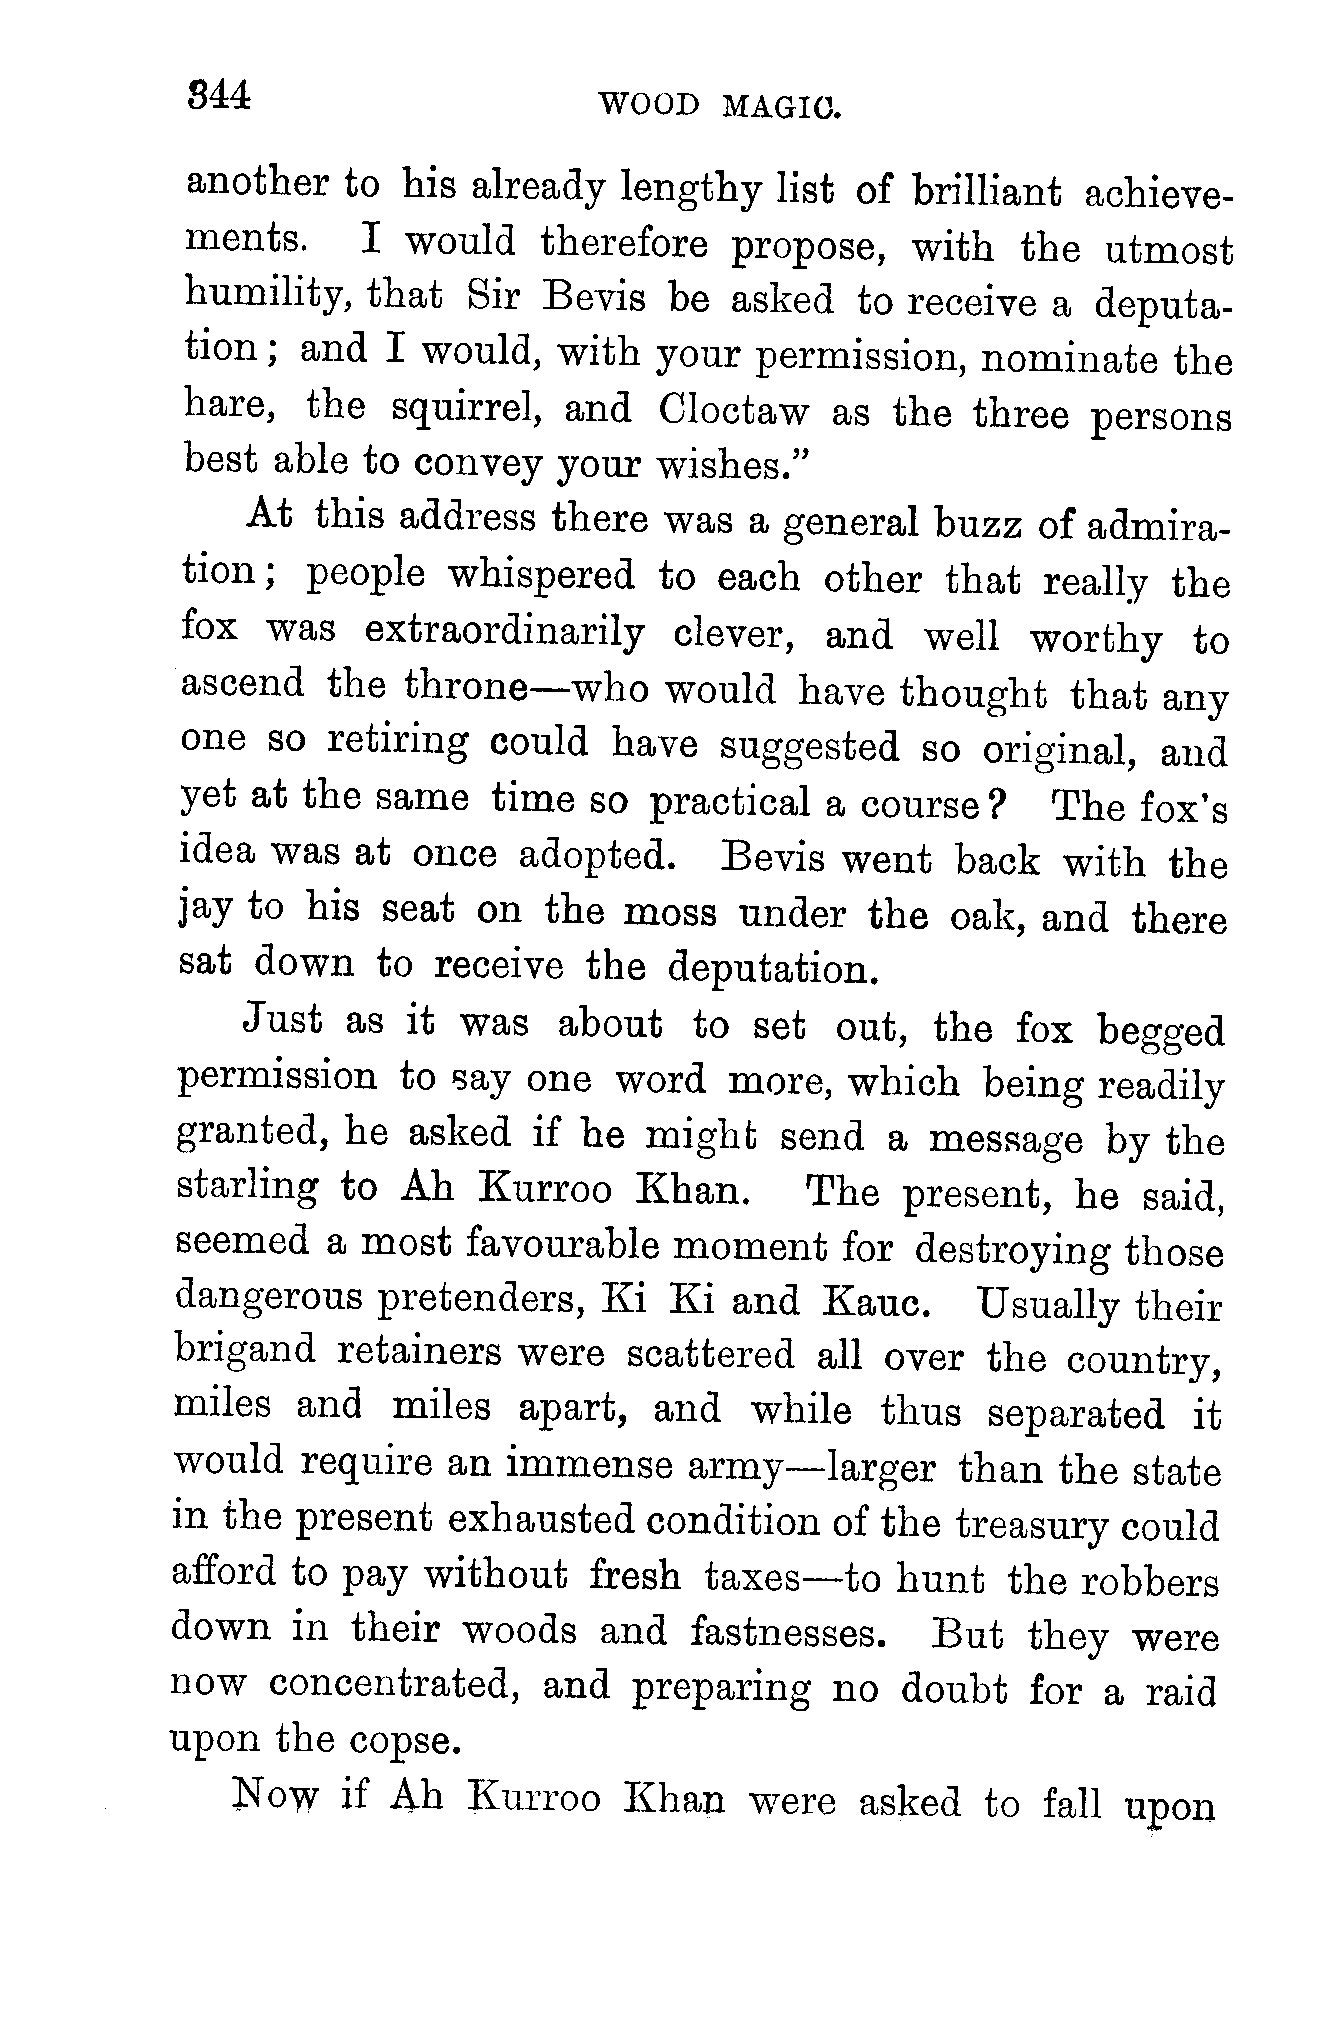 344 WOOD MAGIC.
another to his already lengthy list of brilliant achieve-
ments. I would therefore propose, with the utmost
humility, that Sir Bevis be asked to receive a deputa-
tion; and I would, with your permission, nominate the
hare, the squirrel, and Cloctaw as the three persons
best able to convey your wishes.”
At this address there was a general buzz of admira-
tion; people whispered to each other that really the
fox was extraordinarily clever, and well worthy to
ascend the throne—who would have thought that any
one so retiring could have suggested so original, and
yet at the same time so practical a course? The fox's
idea was at once adopted. Bevis went back with the
jay to his seat on the moss under the oak, and there
sat down to receive the deputation.
Just as it was about to set out, the fox begged
permission to say one word more, which being readily
granted, he asked if he might send a message by the
starling to Ah Kurroo Khan. The present, he said,
seemed a most favourable moment for destroying those
dangerous pretenders, Ki Ki and Kauc. Usually their
brigand retainers were scattered all over the country,
miles and miles apart, and while thus separated it
would require an immense army—larger than the state
in the present exhausted condition of the treasury could
afford to pay without fresh taxes—to hunt the robbers
down in their woods and fastnesses. But they were
now concentrated, and preparing no doubt for a raid
upon the copse.
Now if Ah Kurroo Khan were asked to fall upon